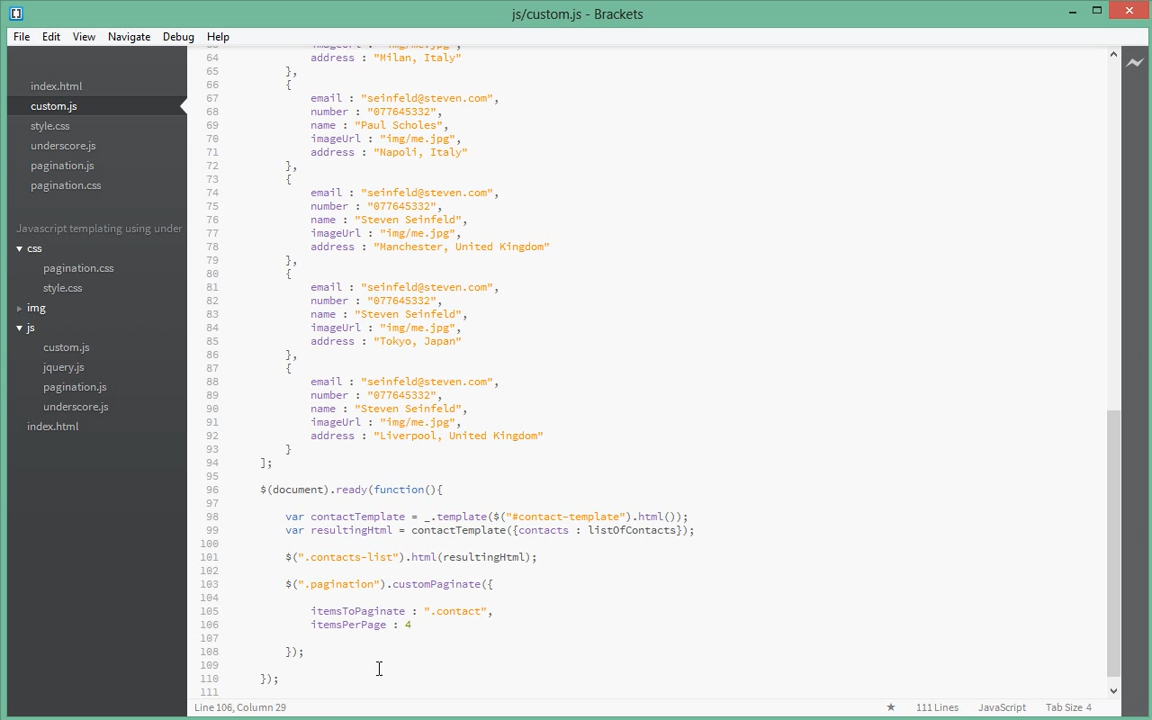 js/custom.js - Brackets
File Edit View Navigate Debug Help
index.html
custom.js
style.css
underscore.js
pagination.js
pagination.css
Javascript templating using under
css
pagination.css
style.css
img
js
custom.js
jquery.js
pagination.js
underscore.js
index.html
64 address : "Milan, Italy"
65 },
66 {
67 email : "seinfeld@steven.com",
68 number : "077645332",
69 name : "Paul Scholes",
70 imageUrl : "img/me.jpg",
71 address : "Napoli, Italy"
72 },
73 {
74 email : "seinfeld@steven.com",
75 number : "077645332",
76 name : "Steven Seinfeld",
77 imageUrl : "img/me.jpg",
78 address : "Manchester, United Kingdom"
79 },
80 {
81 email : "seinfeld@steven.com",
82 number : "077645332",
83 name : "Steven Seinfeld",
84 imageUrl : "img/me.jpg",
85 address : "Tokyo, Japan"
86 },
87 {
88 email : "seinfeld@steven.com",
89 number : "077645332",
90 name : "Steven Seinfeld",
91 imageUrl : "img/me.jpg",
92 address : "Liverpool, United Kingdom"
93 }
94 ];
95
96 $(document).ready(function(){
97
98 var contactTemplate = _.template($("#contact-template").html());
99 var resultingHtml = contactTemplate({contacts : listOfContacts});
100
101 $(".contacts-list").html(resultingHtml);
102
103 $(".pagination").customPaginate({
104
105 itemsToPaginate : ".contact",
106 itemsPerPage : 4
107
108 });
109
110 });
111
Line 106, Column 29
111 Lines JavaScript Tab Size 4